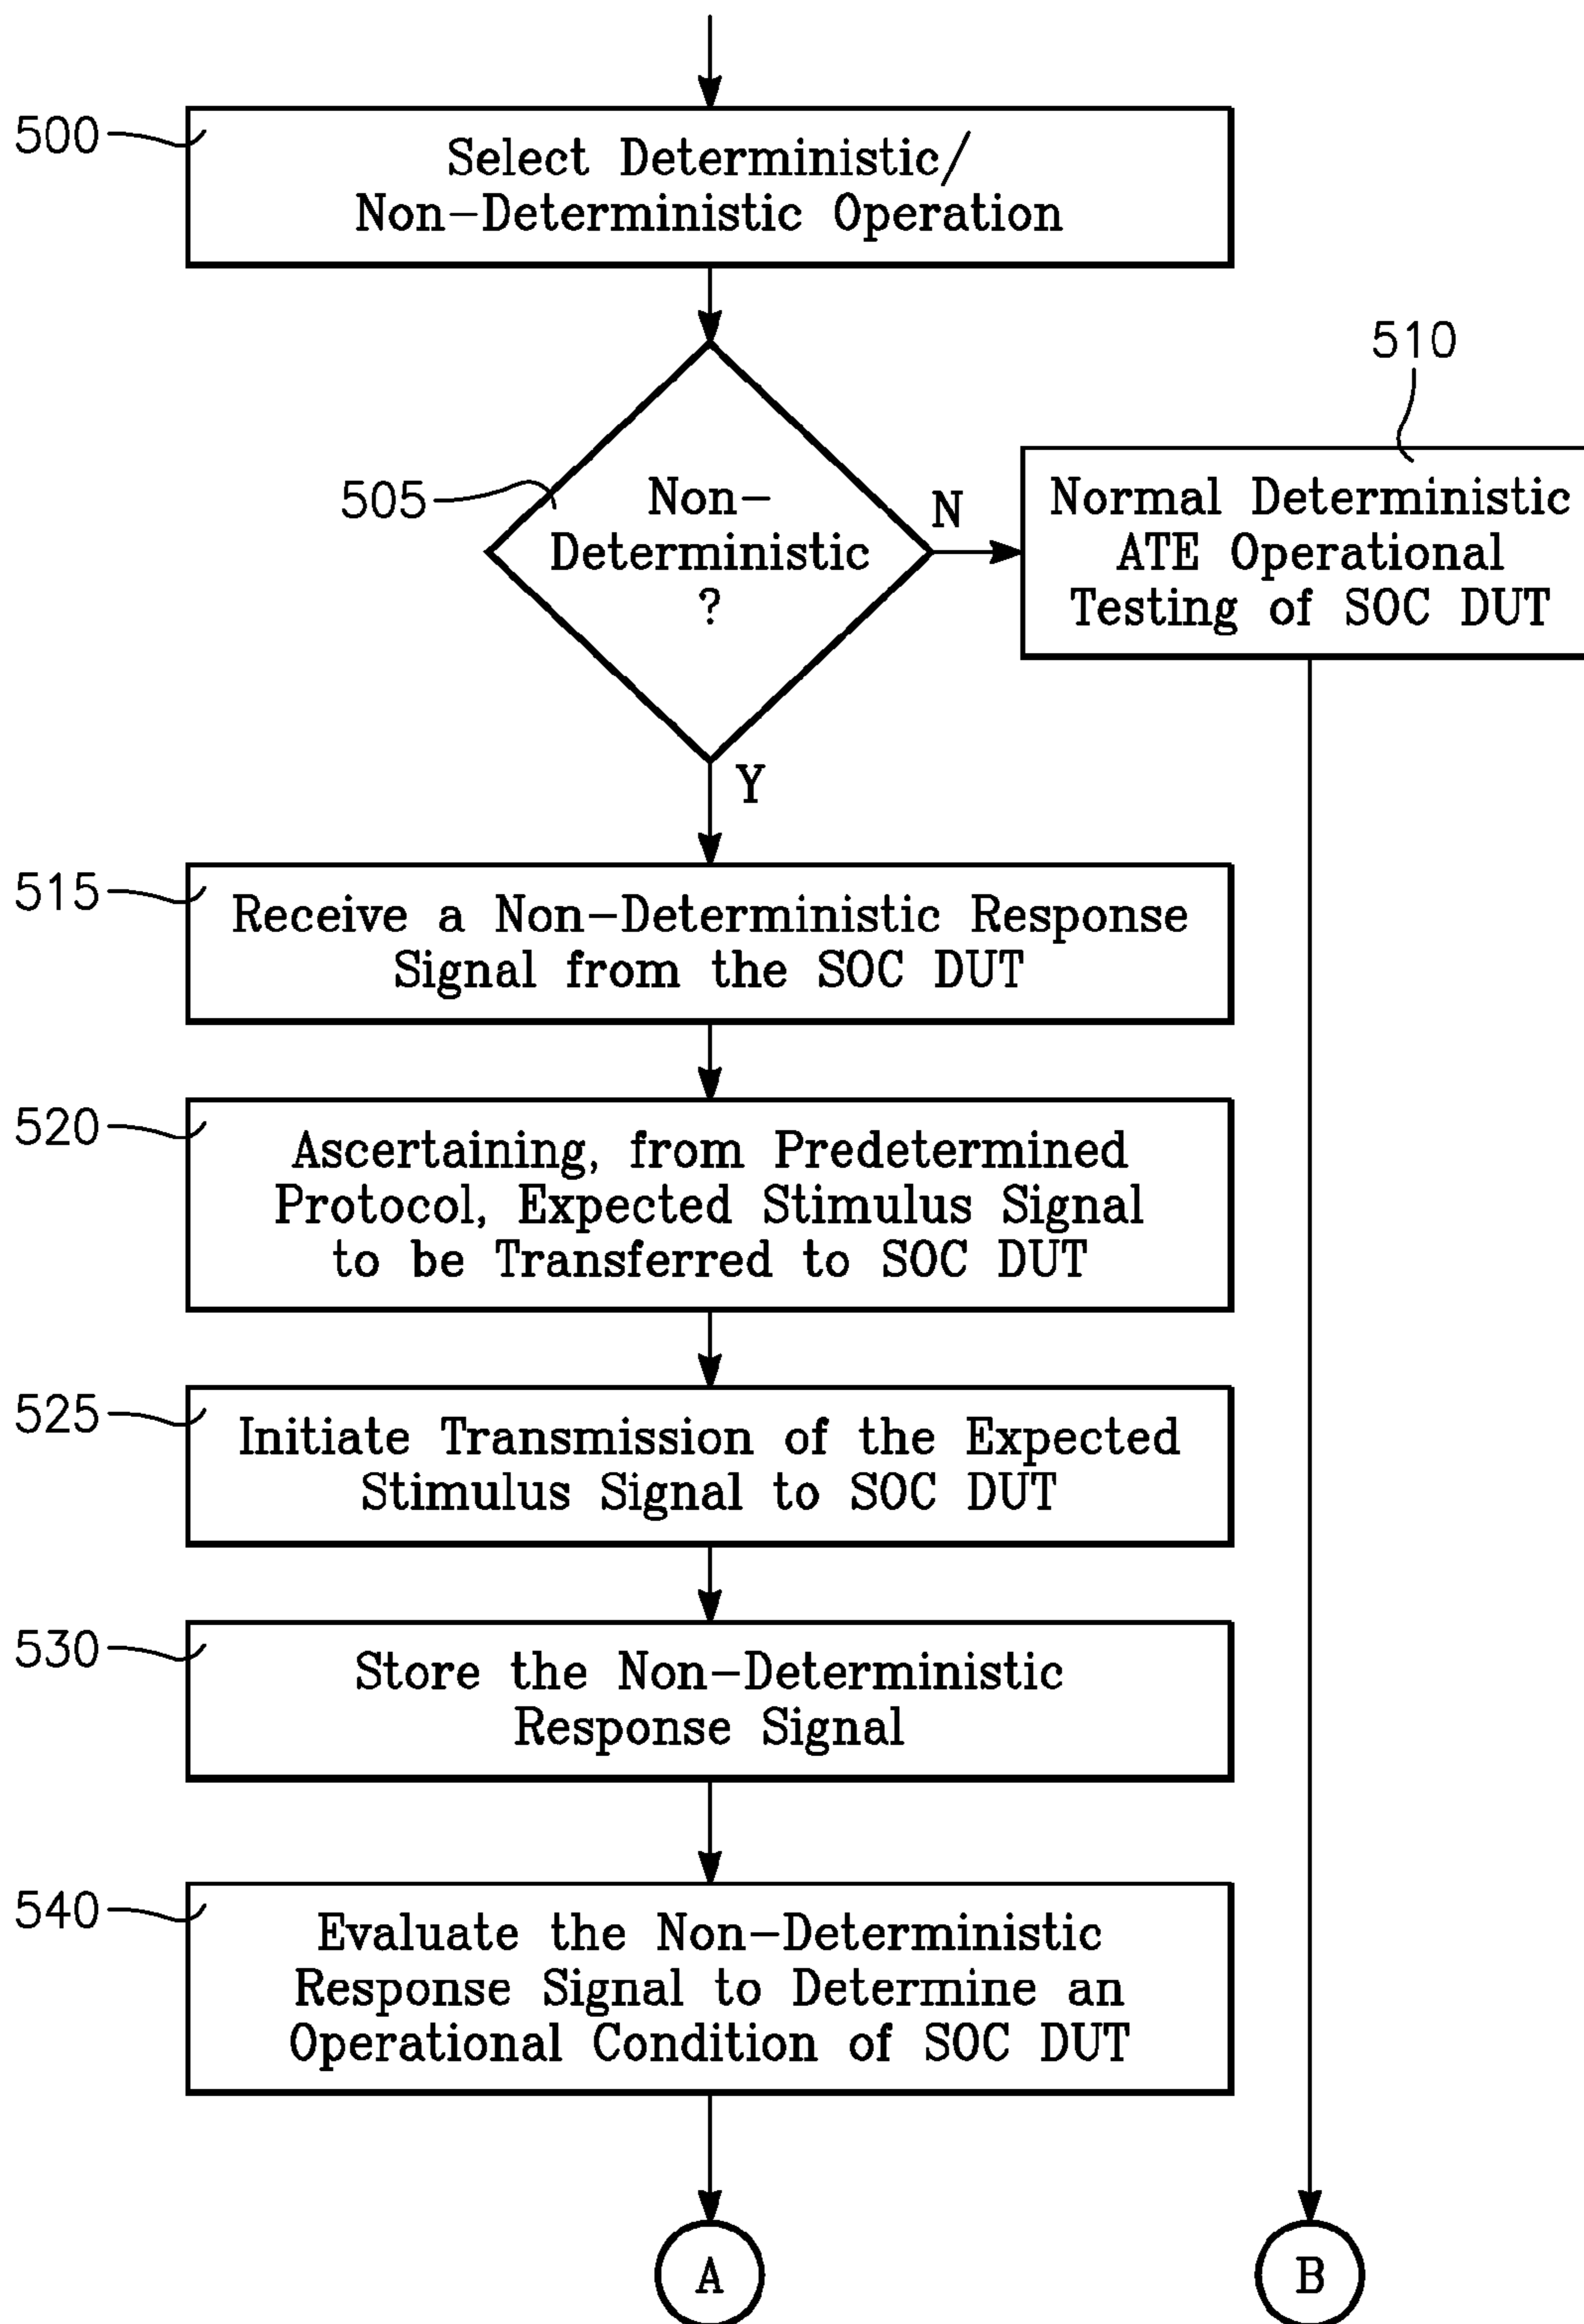 500
Select Deterministic/
Non-Deterministic Operation
510
505
Non-
Deterministic
?
N
Normal Deterministic
ATE Operational
Testing of SOC DUT
Y
515
Receive a Non-Deterministic Response
Signal from the SOC DUT
520
Ascertaining, from Predetermined
Protocol, Expected Stimulus Signal
to be Transferred to SOC DUT
525
Initiate Transmission of the Expected
Stimulus Signal to SOC DUT
530
Store the Non-Deterministic
Response Signal
540
Evaluate the Non-Deterministic
Response Signal to Determine an
Operational Condition of SOC DUT
A
B